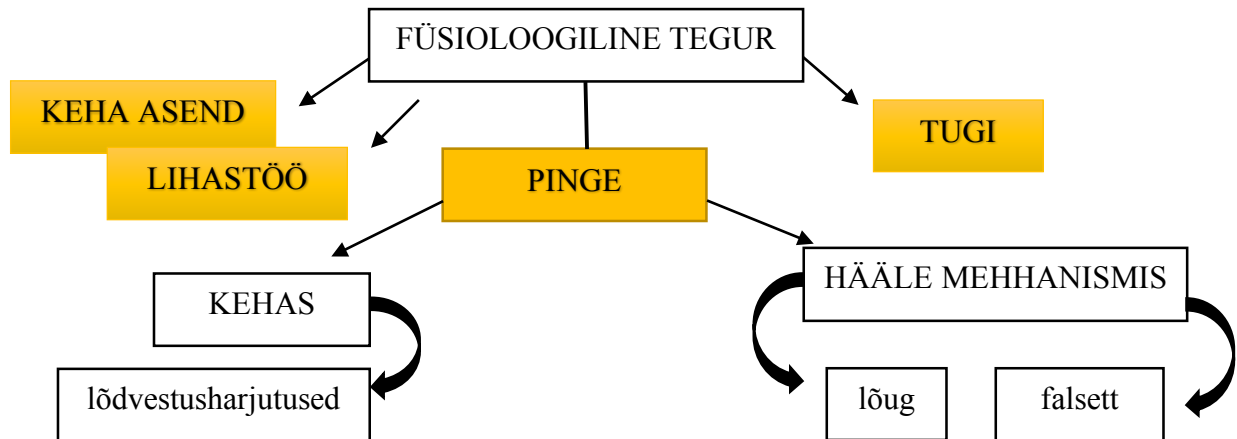 FÜSIOLOOGILINE TEGUR
KEHA ASEND
LIHASTÖÖ
PINGE
TUGI
KEHAS
HÄÄLE MEHHANISMIS
lõdvestusharjutused
lõug
falsett